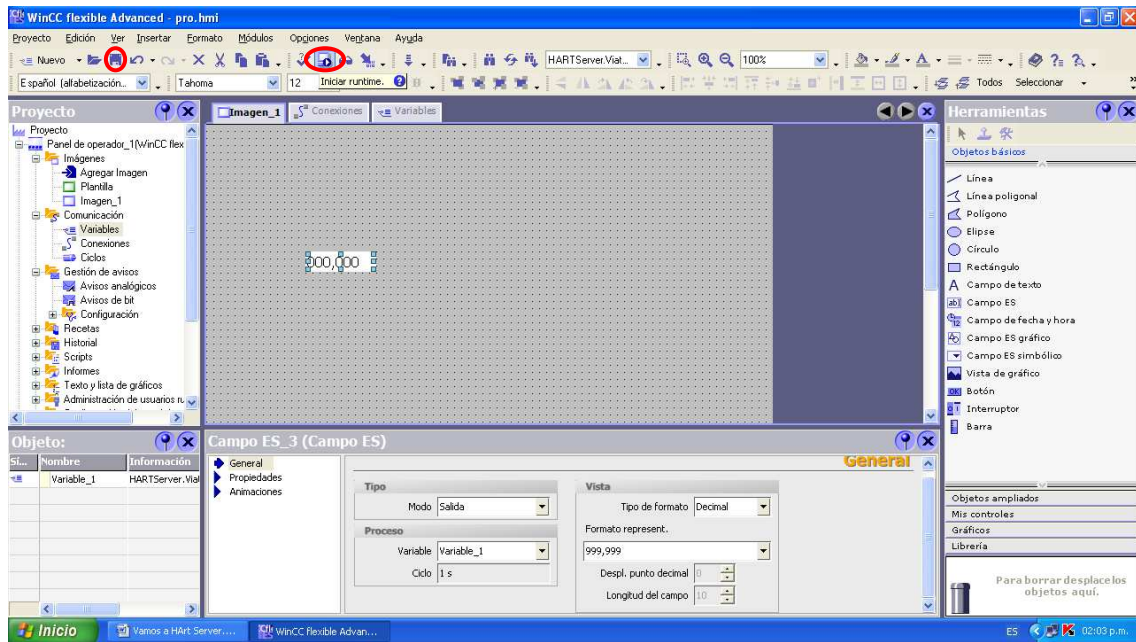 WinCC flexible Advanced - pro.hmi
Proyecto Edición Ver Insertar Formato Módulos Opciones Ventana Ayuda
Nuevo HARTServer.Viat... 100%
Español (alfabetización... Tahoma 12 Iniciar runtime. Todos Seleccionar
Proyecto
Proyecto
Panel de operador_1(WinCC flex
Imágenes
Agregar Imagen
Plantilla
Imagen_1
Comunicación
Variables
Conexiones
Ciclos
Gestión de avisos
Avisos analógicos
Avisos de bit
Configuración
Recetas
Historial
Scripts
Informes
Texto y lista de gráficos
Administración de usuarios ru
Imagen_1 Conexiones Variables
000,000
Herramientas
Objetos básicos
Línea
Línea poligonal
Polígono
Elipse
Círculo
Rectángulo
Campo de texto
Campo ES
Campo de fecha y hora
Campo ES gráfico
Campo ES simbólico
Vista de gráfico
Botón
Interruptor
Barra
Objetos ampliados
Mis controles
Gráficos
Librería
Para borrar desplace los
objetos aquí.
Objeto:
Sí... Nombre Información
Variable_1 HARTServer.Vial
Campo ES_3 (Campo ES)
General
Propiedades
Animaciones
General
Tipo
Modo Salida
Proceso
Variable Variable_1
Ciclo 1 s
Vista
Tipo de formato Decimal
Formato represent.
999,999
Despl. punto decimal 0
Longitud del campo 10
Inicio Vamos a HArt Server.... WinCC flexible Advan... ES 02:03 p.m.